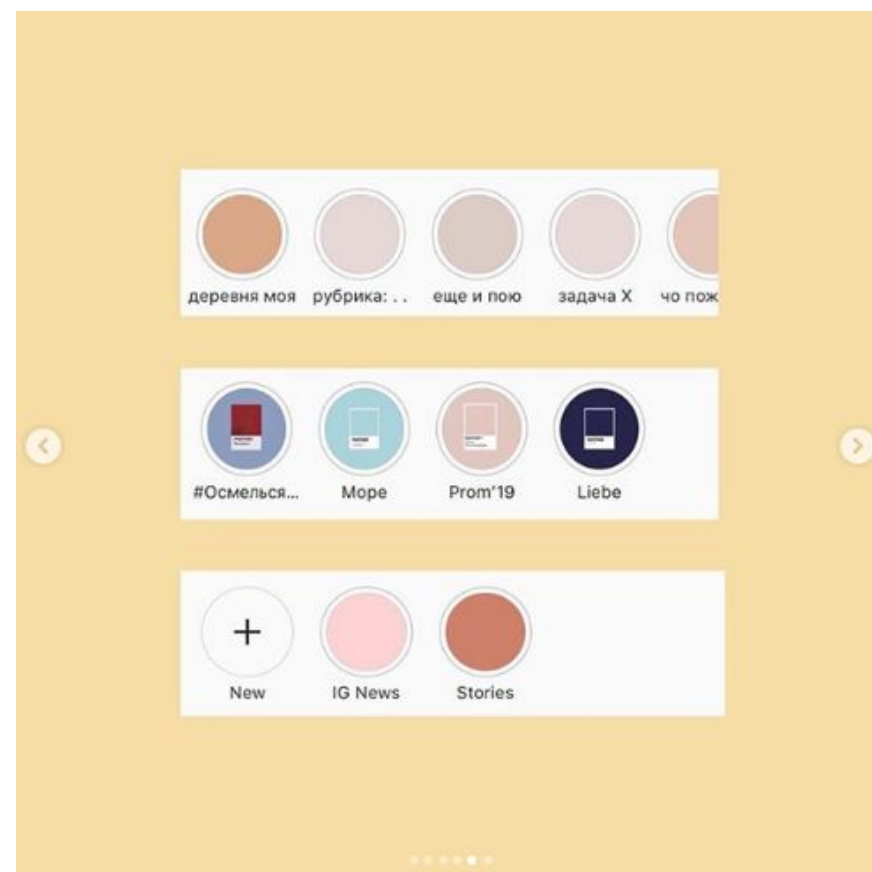 деревня моя рубрика: . . еще и пою задача Х чо пож
#Осмелься... Море Prom'19 Liebe
+
New IG News Stories